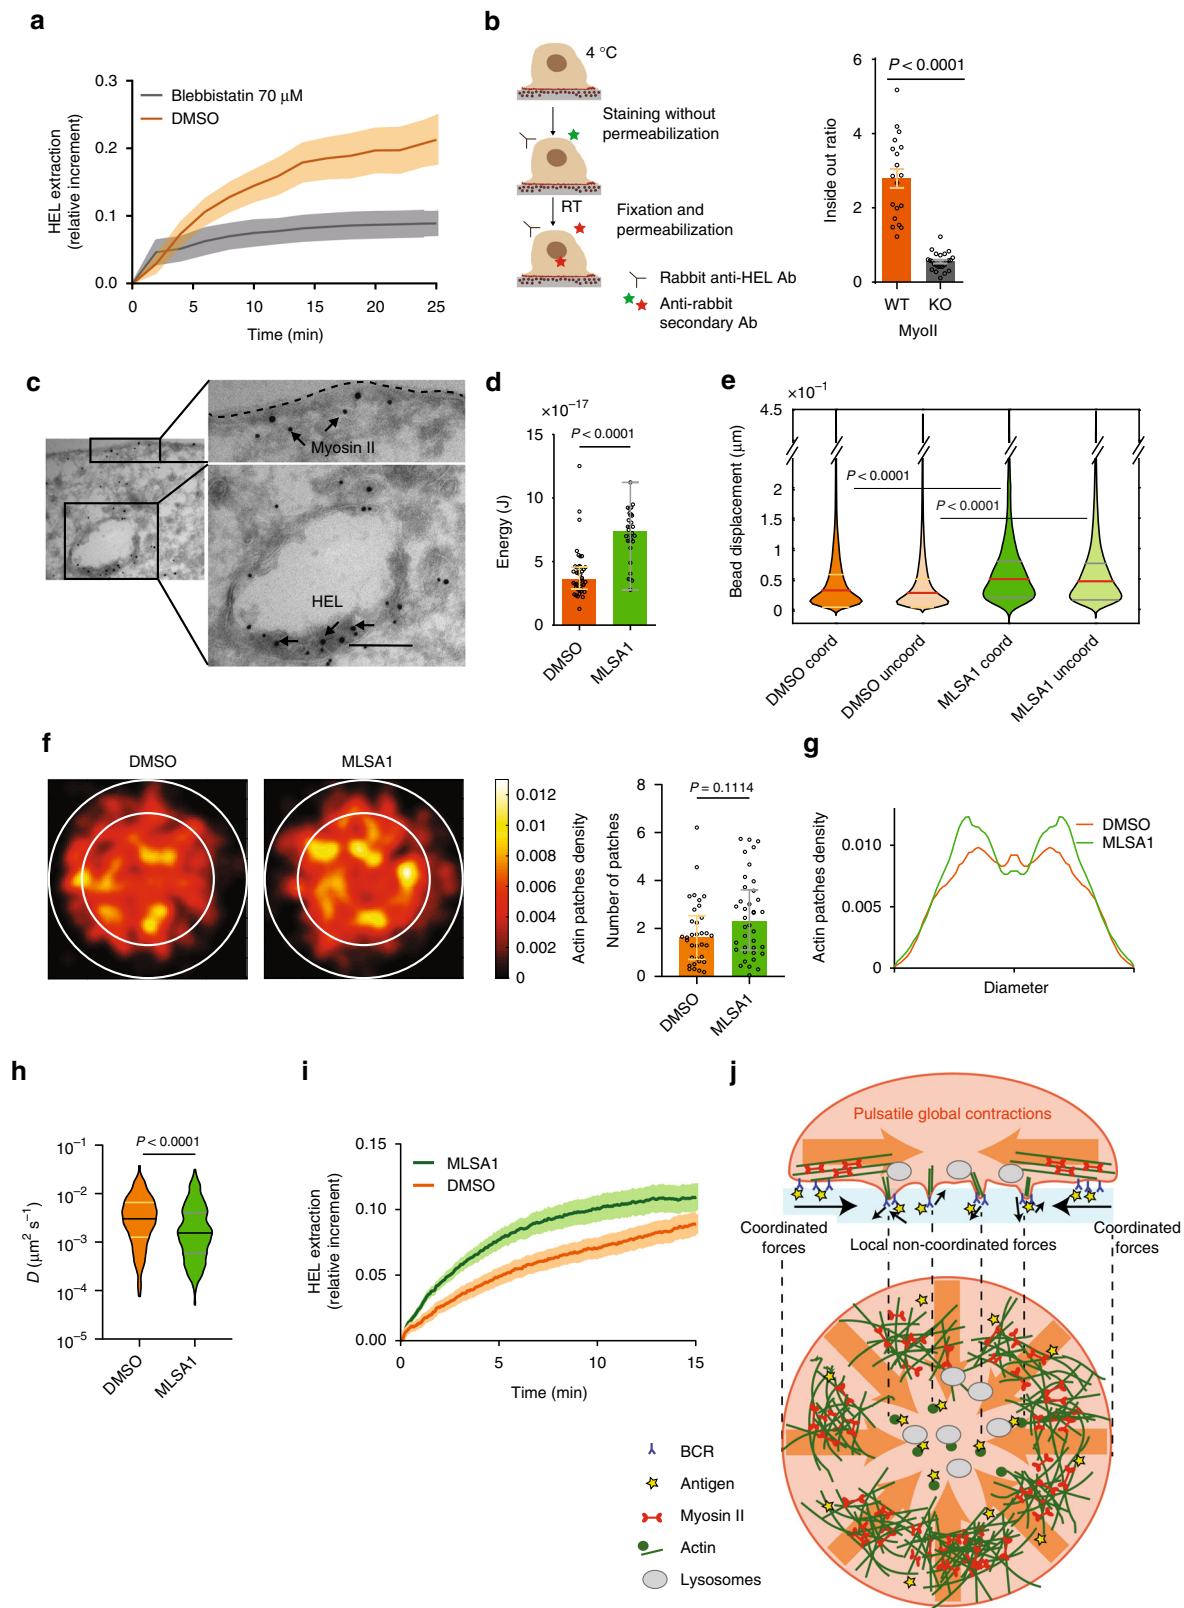 a
0.3
0.2
0.1
0.0
HEL extraction
(relative increment)
Blebbistatin 70 μM
DMSO
0 5 10 15 20 25
Time (min)
b
4 °C
Staining without
permeabilization
RT
Fixation and
permeabilization
Rabbit anti-HEL Ab
Anti-rabbit
secondary Ab
6
4
2
0
Inside out ratio
P < 0.0001
WT KO
MyoII
c
Myosin II
HEL
d
×10−17
15
10
5
0
Energy (J)
P < 0.0001
DMSO
MLSA1
e
×10−1
4.5
2
1.5
1
0.5
0
Bead displacement (μm)
P < 0.0001
P < 0.0001
DMSO coord
DMSO uncoord
MLSA1 coord
MLSA1 uncoord
f
DMSO
MLSA1
0.012
0.010
0.008
0.006
0.004
0.002
0
Actin patches density
8
6
4
2
0
Number of patches
P = 0.1114
DMSO
MLSA1
g
0.010
0.005
0
Actin patches density
DMSO
MLSA1
Diameter
h
10−1
10−2
10−3
10−4
10−5
D (μm2 s−1)
P < 0.0001
DMSO
MLSA1
i
0.15
0.10
0.05
0.00
HEL extraction
(relative increment)
MLSA1
DMSO
0 5 10 15
Time (min)
j
Pulsatile global contractions
Coordinated
forces
Local non-coordinated forces
Coordinated
forces
BCR
Antigen
Myosin II
Actin
Lysosomes